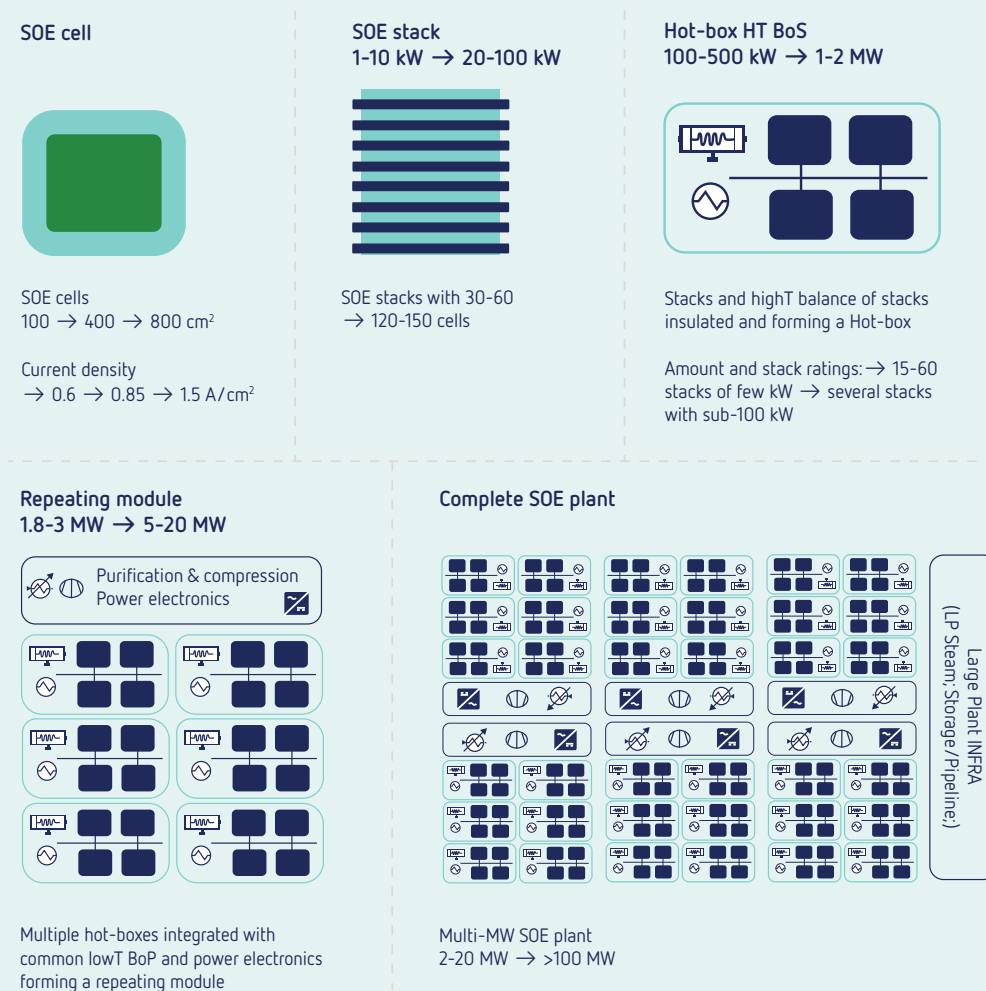 SOE cell
SOE cells
100 → 400 → 800 cm²
Current density
→ 0.6 → 0.85 → 1.5 A/cm²
SOE stack
1-10 kW → 20-100 kW
SOE stacks with 30-60
→ 120-150 cells
Hot-box HT BoS
100-500 kW → 1-2 MW
Stacks and highT balance of stacks
insulated and forming a Hot-box
Amount and stack ratings: → 15-60
stacks of few kW → several stacks
with sub-100 kW
Repeating module
1.8-3 MW → 5-20 MW
Purification & compression
Power electronics
Multiple hot-boxes integrated with
common lowT BoP and power electronics
forming a repeating module
Complete SOE plant
Large Plant INFRA
(LP Steam; Storage/Pipeline;)
Multi-MW SOE plant
2-20 MW → >100 MW